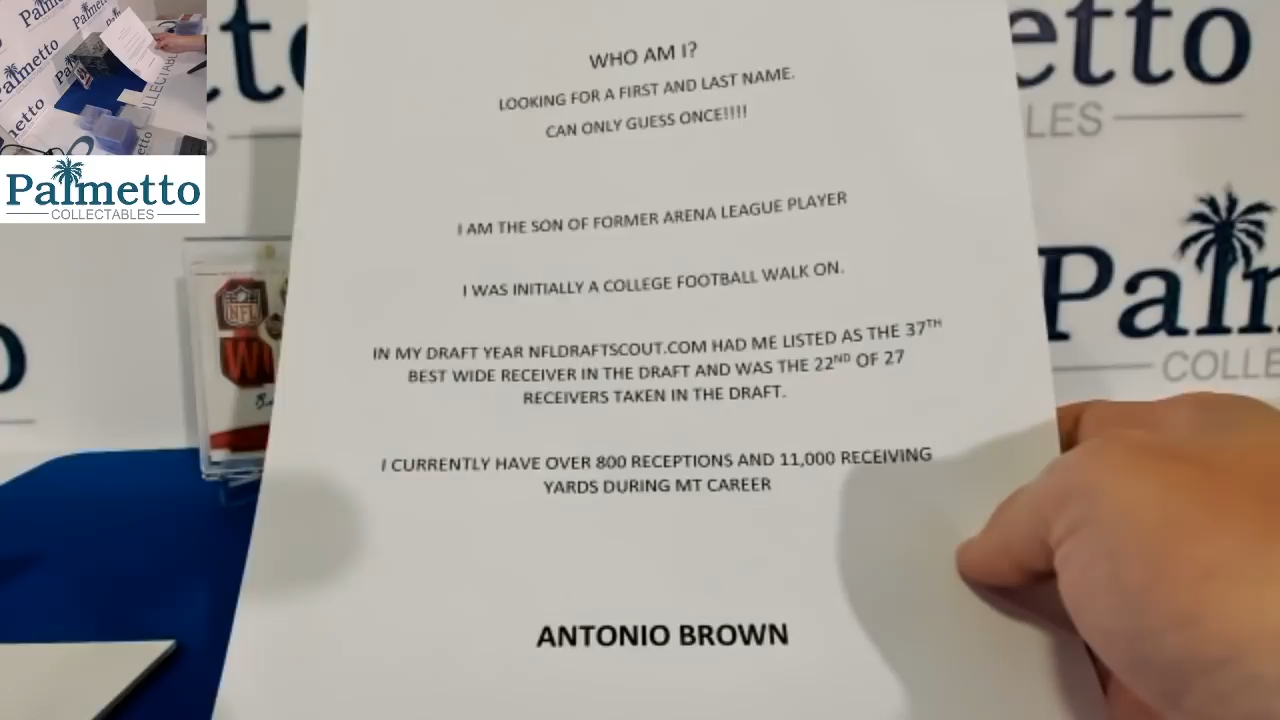 Palmetto
COLLECTABLES
WHO AM I?
LOOKING FOR A FIRST AND LAST NAME.
CAN ONLY GUESS ONCE!!!!
I AM THE SON OF FORMER ARENA LEAGUE PLAYER
I WAS INITIALLY A COLLEGE FOOTBALL WALK ON.
IN MY DRAFT YEAR NFLDRAFTSCOUT.COM HAD ME LISTED AS THE 37TH
BEST WIDE RECEIVER IN THE DRAFT AND WAS THE 22ND OF 27
RECEIVERS TAKEN IN THE DRAFT.
I CURRENTLY HAVE OVER 800 RECEPTIONS AND 11,000 RECEIVING
YARDS DURING MT CAREER
ANTONIO BROWN
NFL
etto
LES
Pal
COLLE